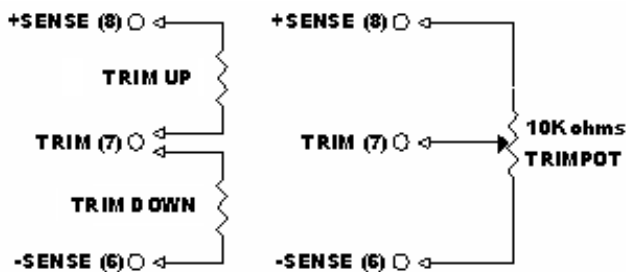 +SENSE (8)
TRIM UP
TRIM (7)
TRIM DOWN
-SENSE (6)
+SENSE (8)
10K ohms
TRIM (7)
TRIMPOT
-SENSE (6)